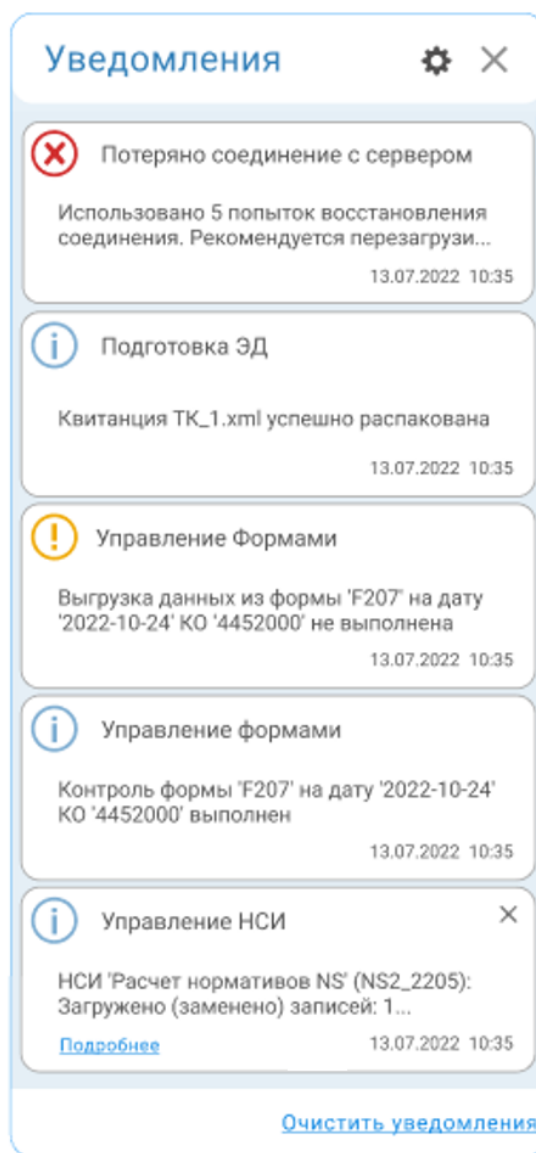 Уведомления
Потеряно соединение с сервером
Использовано 5 попыток восстановления
соединения. Рекомендуется перезагрузи...
13.07.2022 10:35
Подготовка ЭД
Квитанция ТК_1.xml успешно распакована
13.07.2022 10:35
Управление Формами
Выгрузка данных из формы 'F207' на дату
'2022-10-24' КО '4452000' не выполнена
13.07.2022 10:35
Управление формами
Контроль формы 'F207' на дату '2022-10-24'
КО '4452000' выполнен
13.07.2022 10:35
Управление НСИ
НСИ 'Расчет нормативов NS' (NS2_2205):
Загружено (заменено) записей: 1...
Подробнее 13.07.2022 10:35
Очистить уведомления